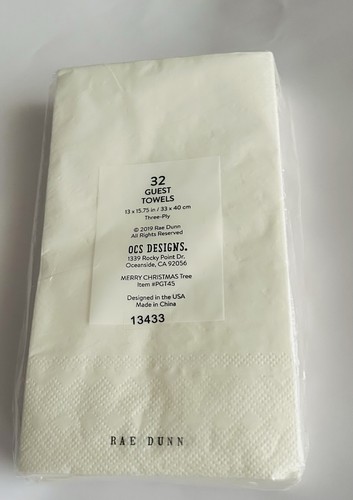 32
GUEST
TOWELS
13 x 15.75 in / 33 x 40 cm
Three-Ply
© 2019 Rae Dunn
All Rights Reserved
OCS DESIGNS.
1339 Rocky Point Dr.
Oceanside, CA 92056
MERRY CHRISTMAS Tree
Item #PGT45
Designed in the USA
Made in China
13433
RAE DUNN